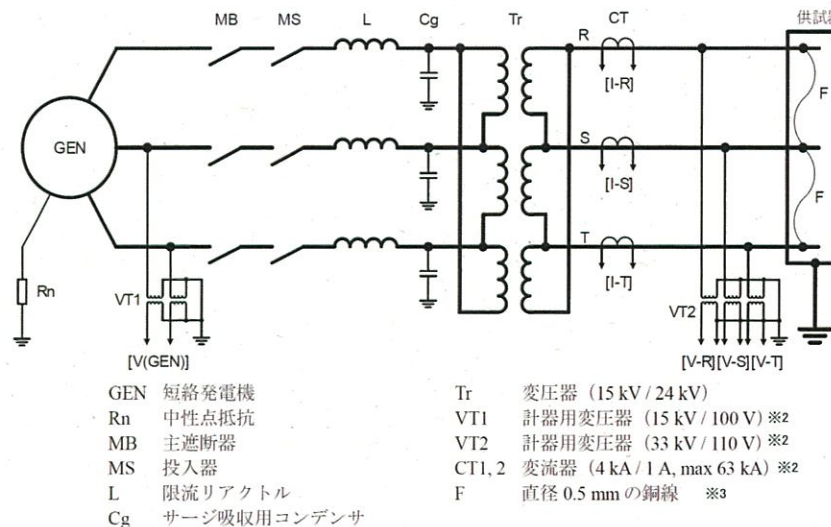 MB MS L Cg Tr CT 供試
R
[I-R]
F
GEN
S
[I-S]
F
T
[I-T]
Rn
VT1
VT2
[V(GEN)]
[V-R] [V-S] [V-T]
GEN 短絡発電機
Rn 中性点抵抗
MB 主遮断器
MS 投入器
L 限流リアクトル
Cg サージ吸収用コンデンサ
Tr 変圧器 (15 kV / 24 kV)
VT1 計器用変圧器 (15 kV / 100 V) ※2
VT2 計器用変圧器 (33 kV / 110 V) ※2
CT1, 2 変流器 (4 kA / 1 A, max 63 kA) ※2
F 直径 0.5 mm の銅線 ※3